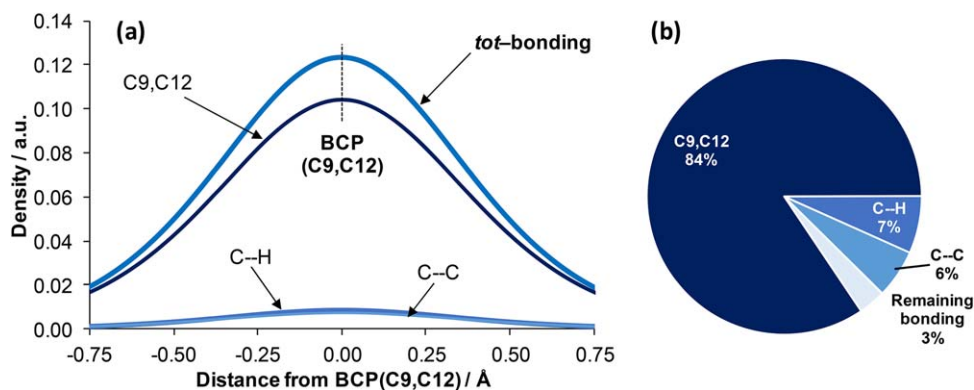 (a)
tot–bonding
C9,C12
BCP
(C9,C12)
C--H
C--C
Density / a.u.
0.14
0.12
0.10
0.08
0.06
0.04
0.02
0.00
-0.75
-0.50
-0.25
0.00
0.25
0.50
0.75
Distance from BCP(C9,C12) / Å
(b)
C9,C12
84%
C--H
7%
C--C
6%
Remaining
bonding
3%